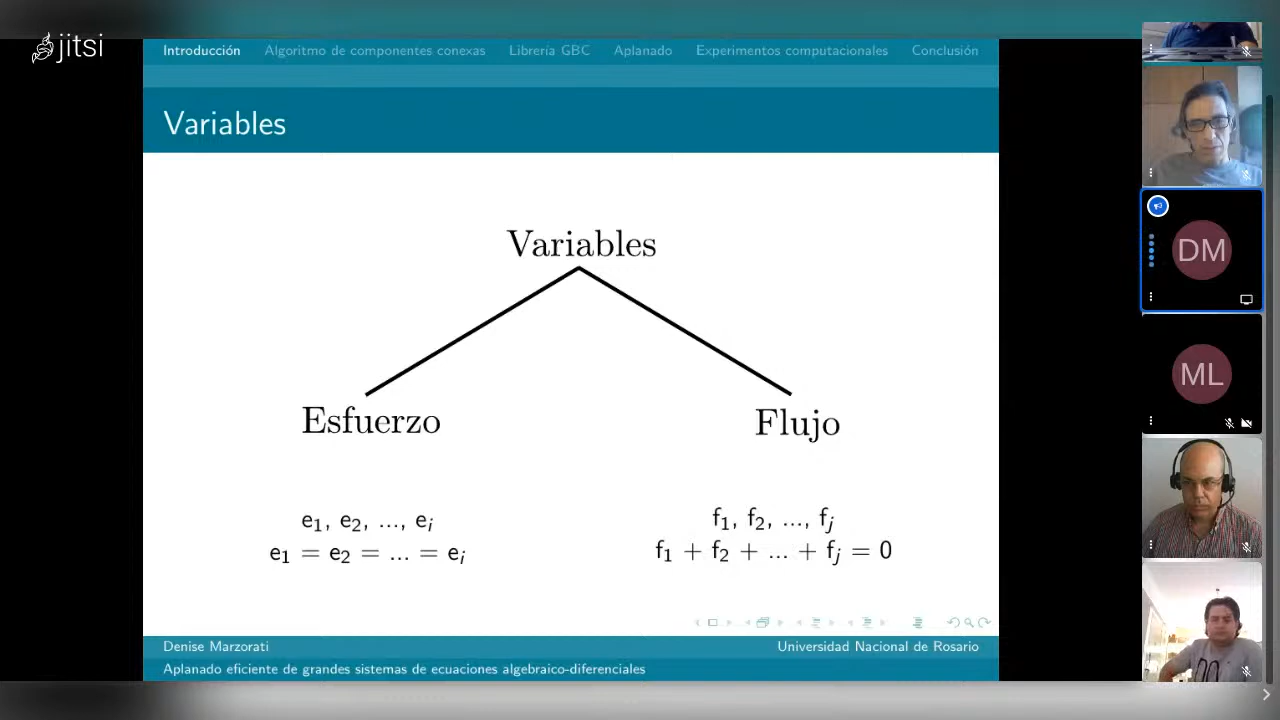 jitsi
Introducción Algoritmo de componentes conexas Librería GBC Aplanado Experimentos computacionales Conclusión
Variables
Variables
Esfuerzo Flujo
e₁, e₂, ..., eᵢ
e₁ = e₂ = ... = eᵢ
f₁, f₂, ..., fⱼ
f₁ + f₂ + ... + fⱼ = 0
Denise Marzorati Universidad Nacional de Rosario
Aplanado eficiente de grandes sistemas de ecuaciones algebraico-diferenciales
DM
ML